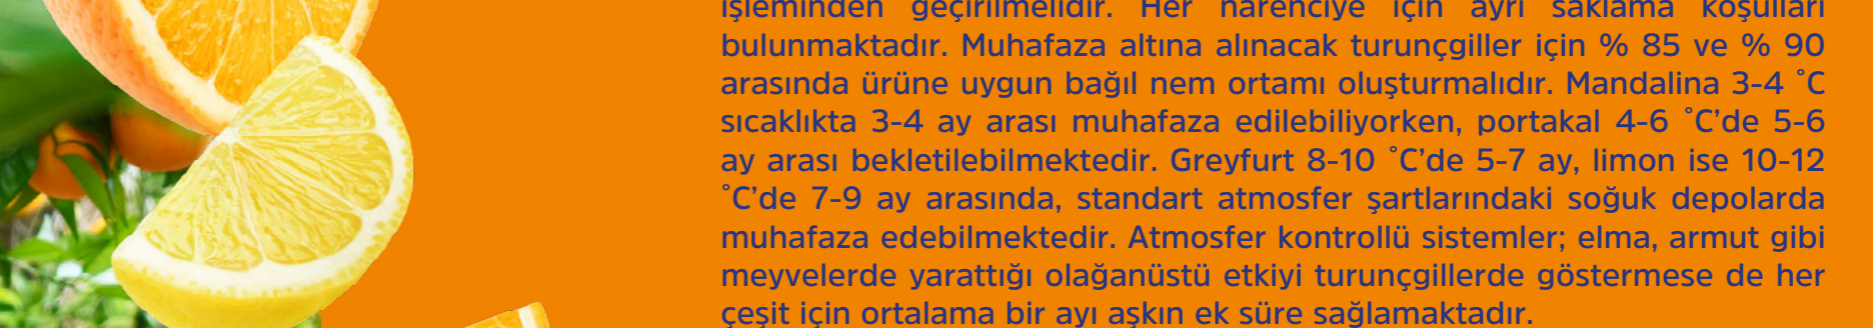 işleminden geçirilmelidir. Her narenciye için ayrı saklama koşulları
bulunmaktadır. Muhafaza altına alınacak turunçgiller için % 85 ve % 90
arasında ürüne uygun bağıl nem ortamı oluşturmalıdır. Mandalina 3-4 ˚C
sıcaklıkta 3-4 ay arası muhafaza edilebiliyorken, portakal 4-6 ˚C’de 5-6
ay arası bekletilebilmektedir. Greyfurt 8-10 ˚C’de 5-7 ay, limon ise 10-12
˚C’de 7-9 ay arasında, standart atmosfer şartlarındaki soğuk depolarda
muhafaza edebilmektedir. Atmosfer kontrollü sistemler; elma, armut gibi
meyvelerde yarattığı olağanüstü etkiyi turunçgillerde göstermese de her
çeşit için ortalama bir ayı aşkın ek süre sağlamaktadır.